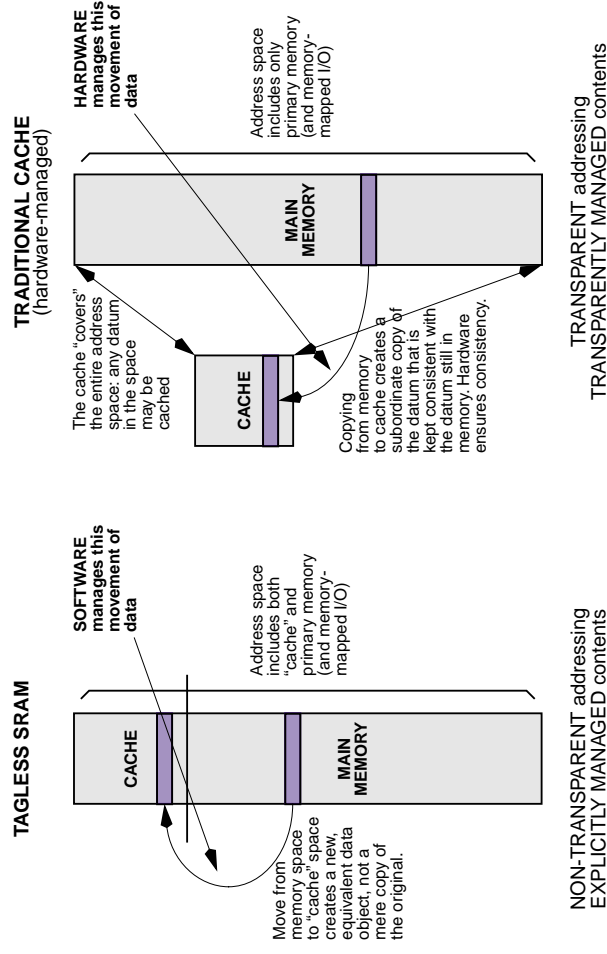 TAGLESS SRAM
CACHE
MAIN
MEMORY
SOFTWARE
manages this
movement of
data
Address space
includes both
“cache” and
primary memory
(and memory-
mapped I/O)
Move from
memory space
to “cache” space
creates a new,
equivalent data
object, not a
mere copy of
the original.
NON-TRANSPARENT addressing
EXPLICITLY MANAGED contents
TRADITIONAL CACHE
(hardware-managed)
The cache “covers”
the entire address
space: any datum
in the space
may be
cached
CACHE
MAIN
MEMORY
HARDWARE
manages this
movement of
data
Address space
includes only
primary memory
(and memory-
mapped I/O)
Copying
from memory
to cache creates a
subordinate copy of
the datum that is
kept consistent with
the datum still in
memory. Hardware
ensures consistency.
TRANSPARENT addressing
TRANSPARENTLY MANAGED contents